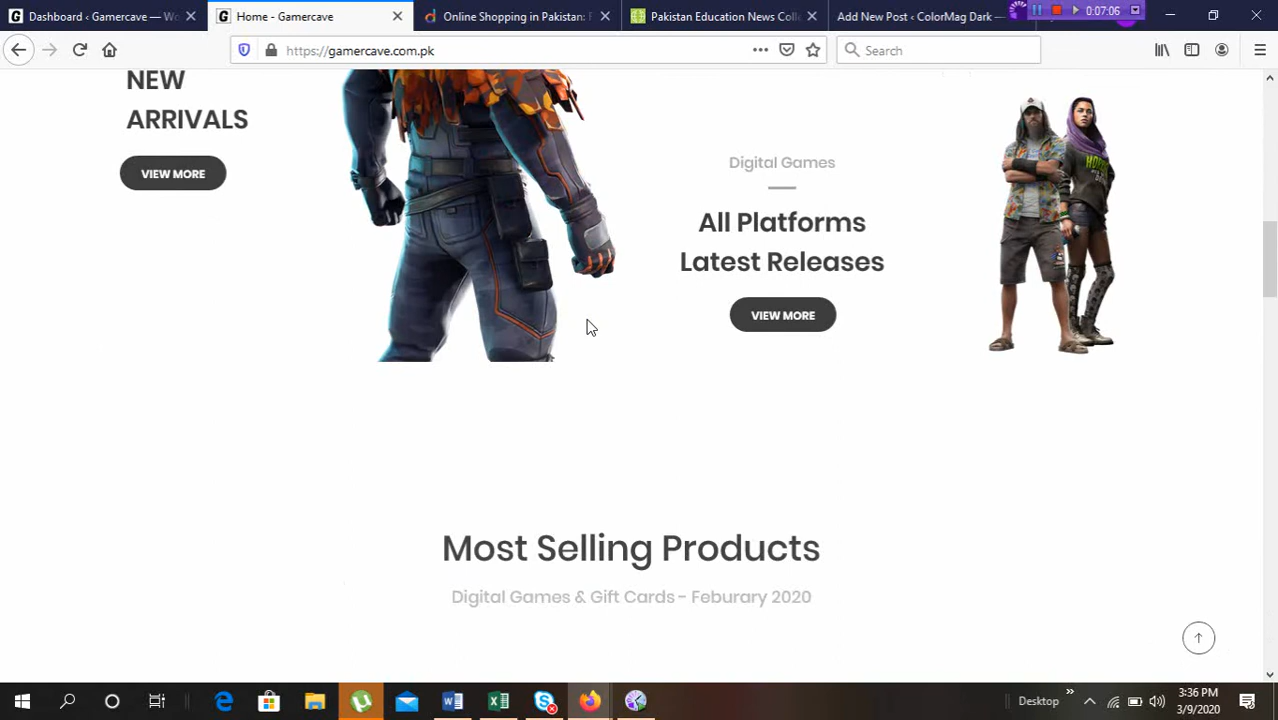 Dashboard ‹ Gamercave — Wo
Home - Gamercave
Online Shopping in Pakistan: F
Pakistan Education News Coll
Add New Post ‹ ColorMag Dark —
07:06
https://gamercave.com.pk
Search
NEW
ARRIVALS
VIEW MORE
Digital Games
All Platforms
Latest Releases
VIEW MORE
Most Selling Products
Digital Games & Gift Cards - Feburary 2020
Desktop
3:36 PM
3/9/2020